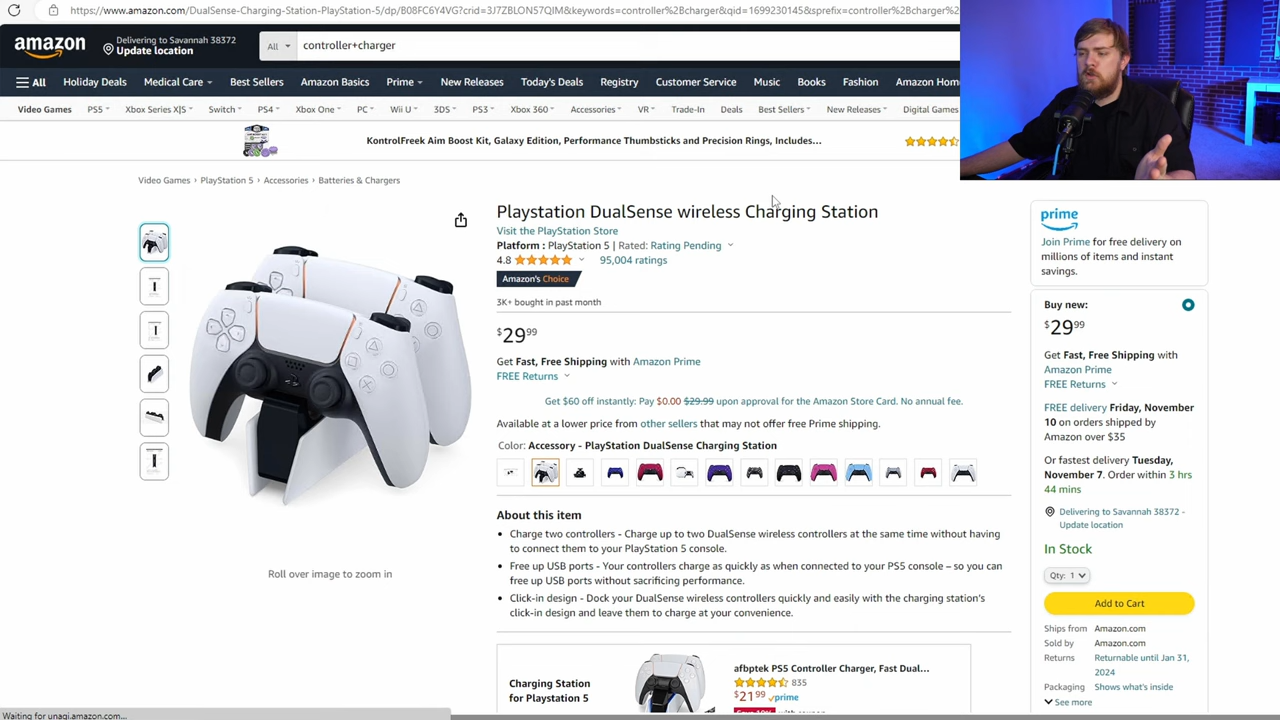 https://www.amazon.com/DualSense-Charging-Station-PlayStation-5/dp/B08FC6Y4VG?crid=3J7ZBLON57QIM&keywords=controller%2Bcharger&qid=1699230145&sprefix=controller%2Bcharger%2
amazon
Delivering to Savannah 38372
Update location
All
controller+charger
All
Holiday Deals
Medical Care
Best Sellers
Amazon Basics
Prime
Registry
Customer Service
Music
Books
Fashion
Amazon Hom
Video Games
Xbox Series X|S
Switch
PS4
Xbox One
PC
Wii U
3DS
PS3
Xbox 360
Accessories
VR
Trade-In
Deals
Best Sellers
New Releases
Digital Games
KontrolFreek Aim Boost Kit, Galaxy Edition, Performance Thumbsticks and Precision Rings, Includes...
Video Games › PlayStation 5 › Accessories › Batteries & Chargers
Playstation DualSense wireless Charging Station
Visit the PlayStation Store
Platform : PlayStation 5 | Rated: Rating Pending
4.8
95,004 ratings
Amazon's Choice
3K+ bought in past month
$29 99
Get Fast, Free Shipping with Amazon Prime
FREE Returns
Get $60 off instantly: Pay $0.00 $29.99 upon approval for the Amazon Store Card. No annual fee.
Available at a lower price from other sellers that may not offer free Prime shipping.
Color: Accessory - PlayStation DualSense Charging Station
About this item
• Charge two controllers - Charge up to two DualSense wireless controllers at the same time without having
to connect them to your PlayStation 5 console.
• Free up USB ports - Your controllers charge as quickly as when connected to your PS5 console – so you can
free up USB ports without sacrificing performance.
• Click-in design - Dock your DualSense wireless controllers quickly and easily with the charging station's
click-in design and leave them to charge at your convenience.
Roll over image to zoom in
Charging Station
for Playstation 5
afbptek PS5 Controller Charger, Fast Dual...
835
$21 99 prime
prime
Join Prime for free delivery on
millions of items and instant
savings.
Buy new:
$29 99
Get Fast, Free Shipping with
Amazon Prime
FREE Returns
FREE delivery Friday, November
10 on orders shipped by
Amazon over $35
Or fastest delivery Tuesday,
November 7. Order within 3 hrs
44 mins
Delivering to Savannah 38372 -
Update location
In Stock
Qty: 1
Add to Cart
Ships from Amazon.com
Sold by Amazon.com
Returns Returnable until Jan 31,
2024
Packaging Shows what's inside
See more
Waiting for unagi.amazon.com...